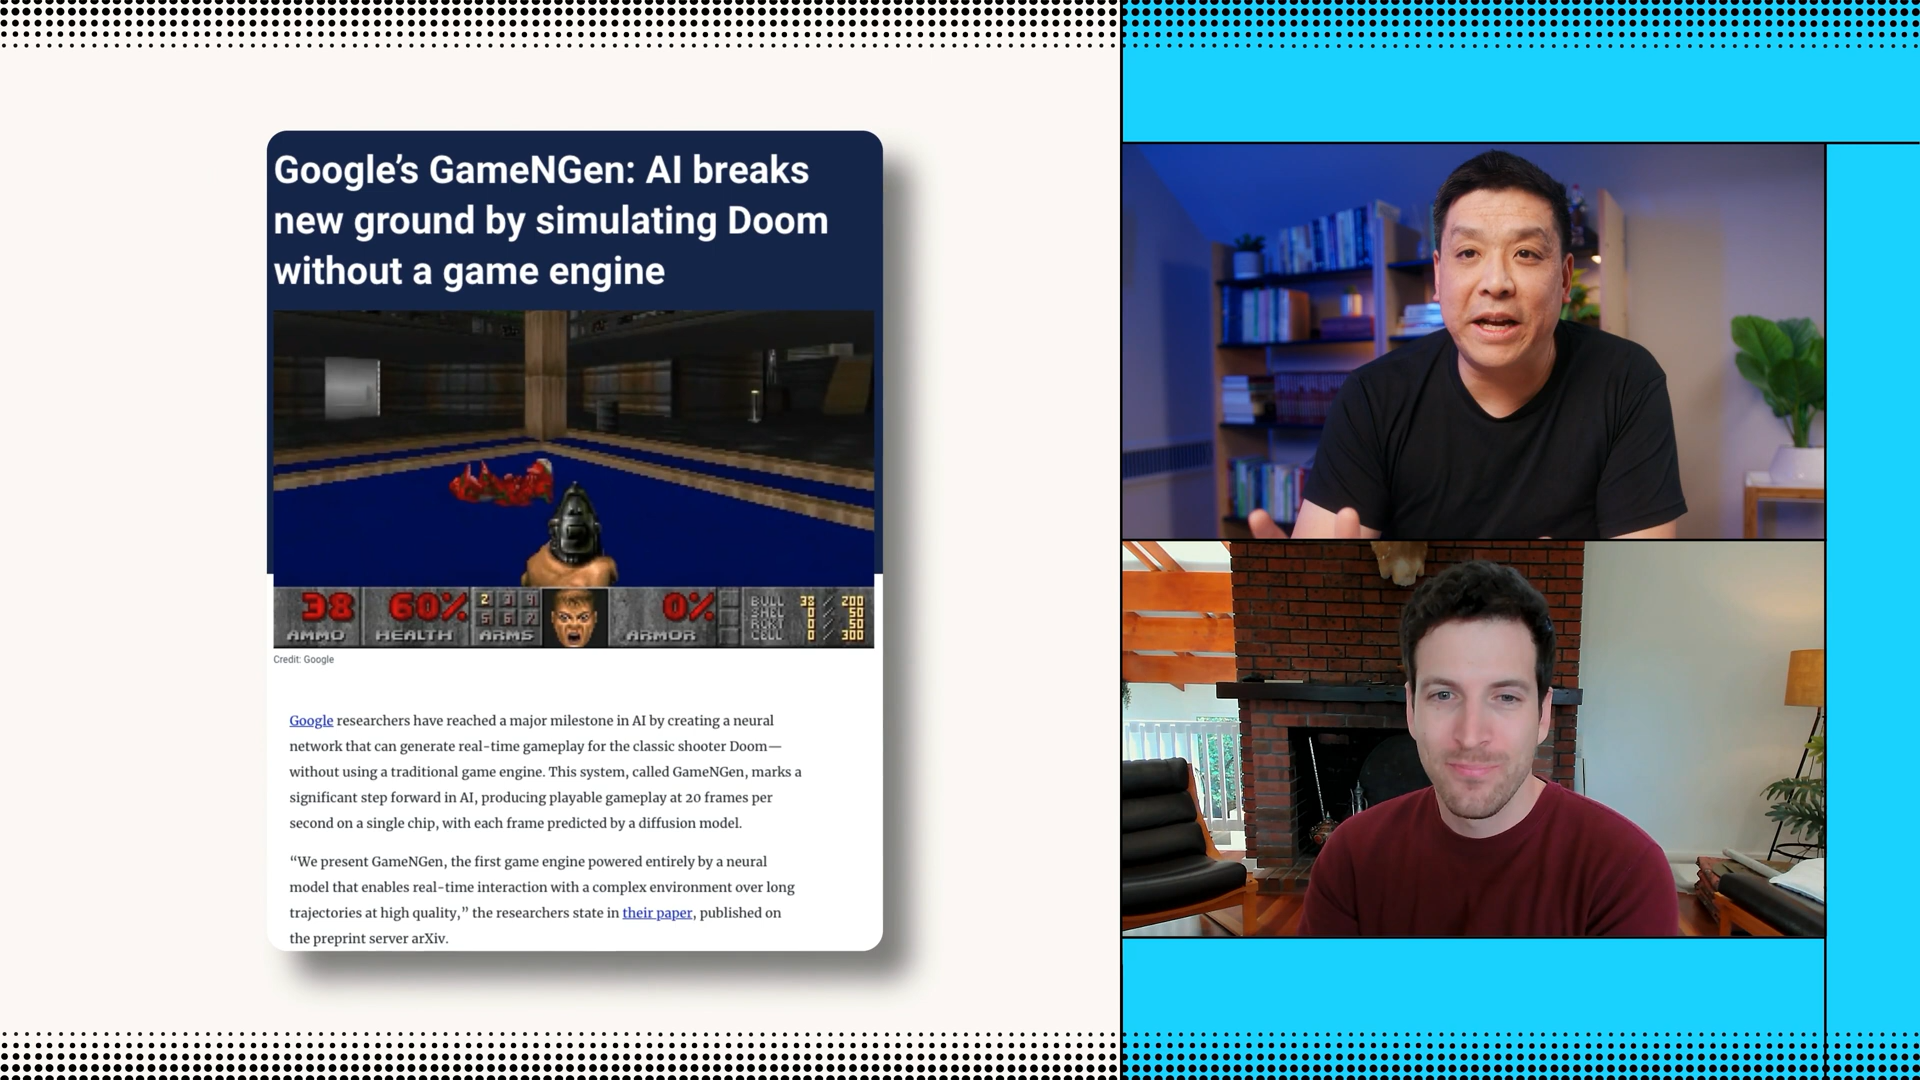 Google’s GameNGen: AI breaks
new ground by simulating Doom
without a game engine
38
60%
2 3 4
5 6 7
0%
BULL 38 / 200
SHEL 0 / 50
RCKT 0 / 50
CELL 0 / 300
AMMO
HEALTH
ARMS
ARMOR
Credit: Google
Google researchers have reached a major milestone in AI by creating a neural
network that can generate real-time gameplay for the classic shooter Doom—
without using a traditional game engine. This system, called GameNGen, marks a
significant step forward in AI, producing playable gameplay at 20 frames per
second on a single chip, with each frame predicted by a diffusion model.
“We present GameNGen, the first game engine powered entirely by a neural
model that enables real-time interaction with a complex environment over long
trajectories at high quality,” the researchers state in their paper, published on
the preprint server arXiv.